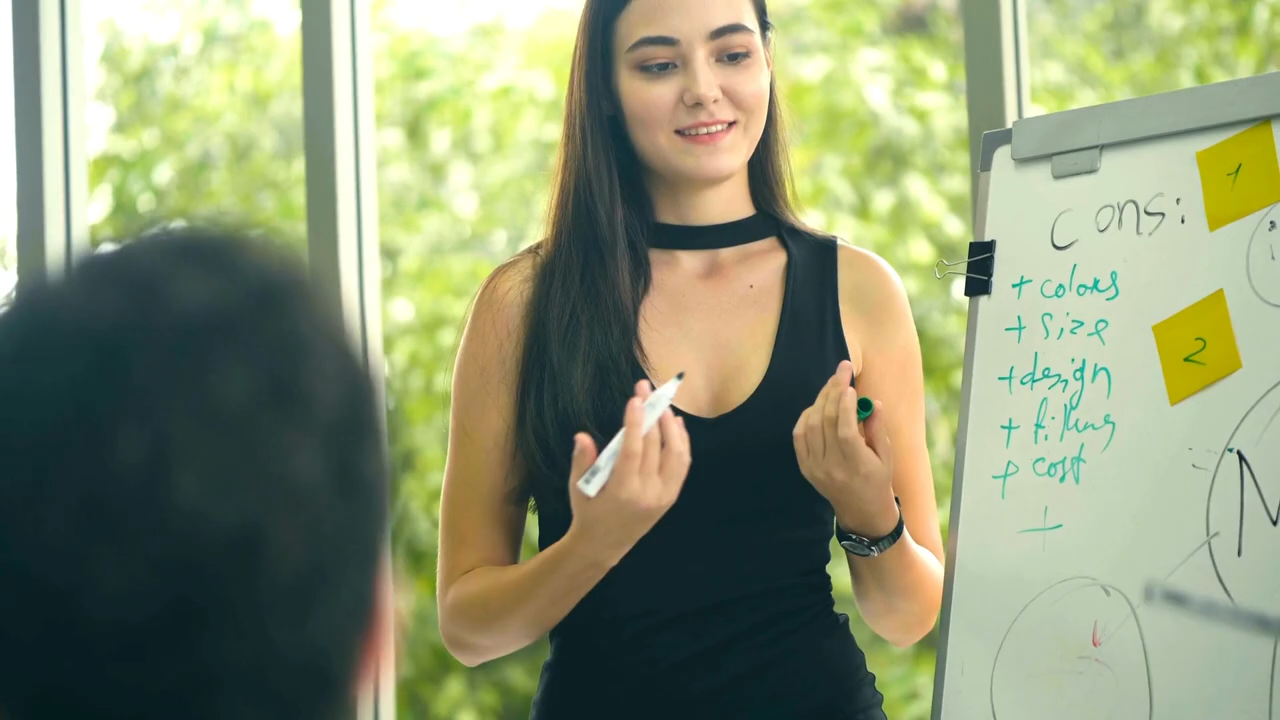 1
cons:
+ colors
+ size
+ design
2
+ filling
+ cost
+
N